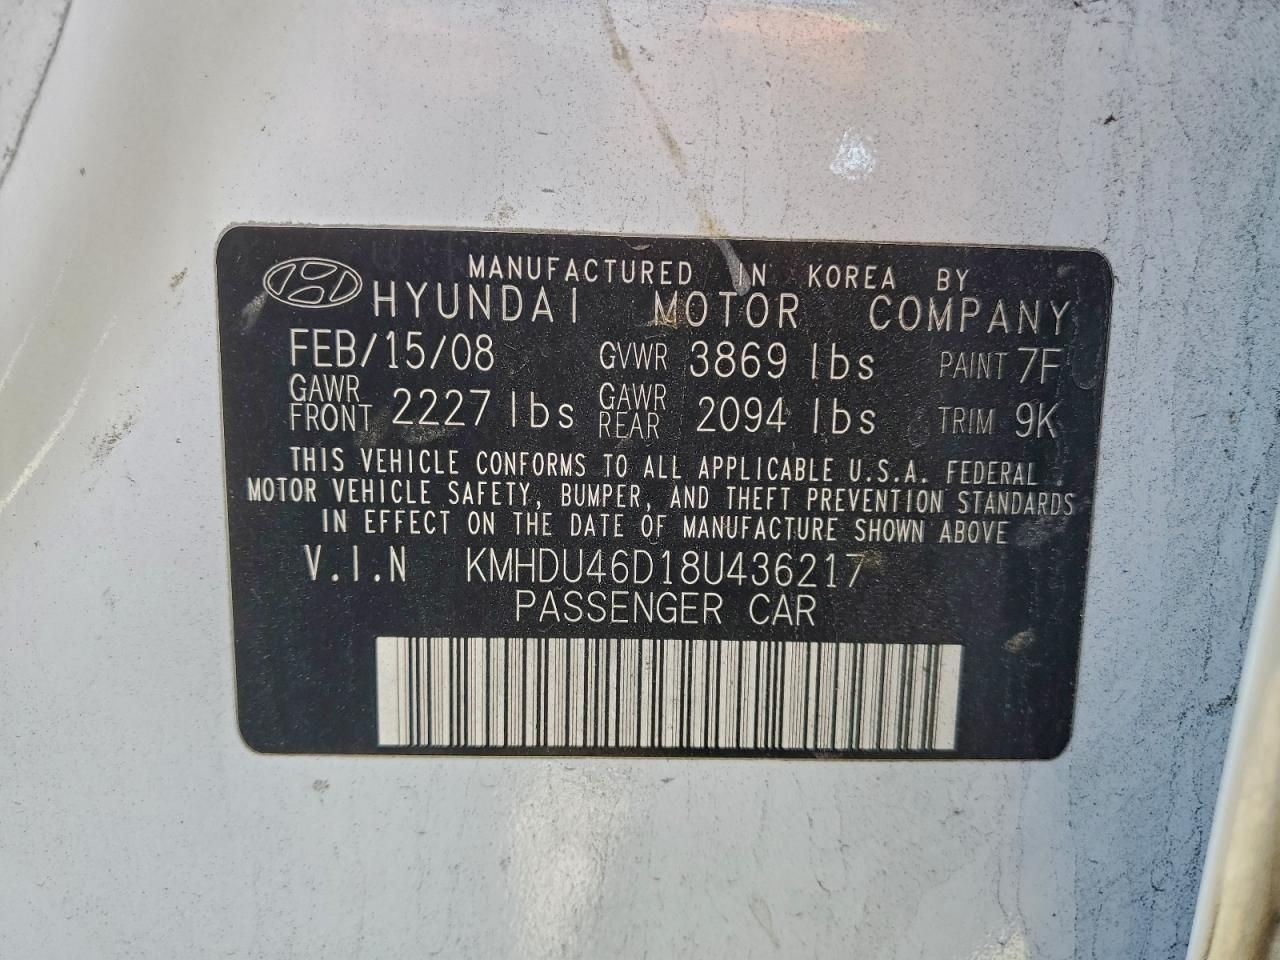 MANUFACTURED IN KOREA BY
HYUNDAI MOTOR COMPANY
FEB/15/08 GVWR 3869 lbs PAINT 7F
GAWR FRONT 2227 lbs GAWR REAR 2094 lbs TRIM 9K
THIS VEHICLE CONFORMS TO ALL APPLICABLE U.S.A. FEDERAL
MOTOR VEHICLE SAFETY, BUMPER, AND THEFT PREVENTION STANDARDS
IN EFFECT ON THE DATE OF MANUFACTURE SHOWN ABOVE
V.I.N KMHDU46D18U436217
PASSENGER CAR